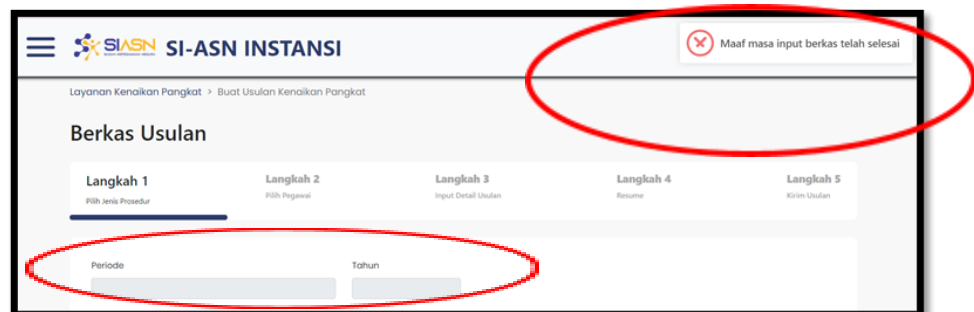 SIASN SI-ASN INSTANSI
Maaf masa input berkas telah selesai
Layanan Kenaikan Pangkat > Buat Usulan Kenaikan Pangkat
Berkas Usulan
Langkah 1
Pilih Jenis Prosedur
Langkah 2
Pilih Pegawai
Langkah 3
Input Detail Usulan
Langkah 4
Resume
Langkah 5
Kirim Usulan
Periode
Tahun